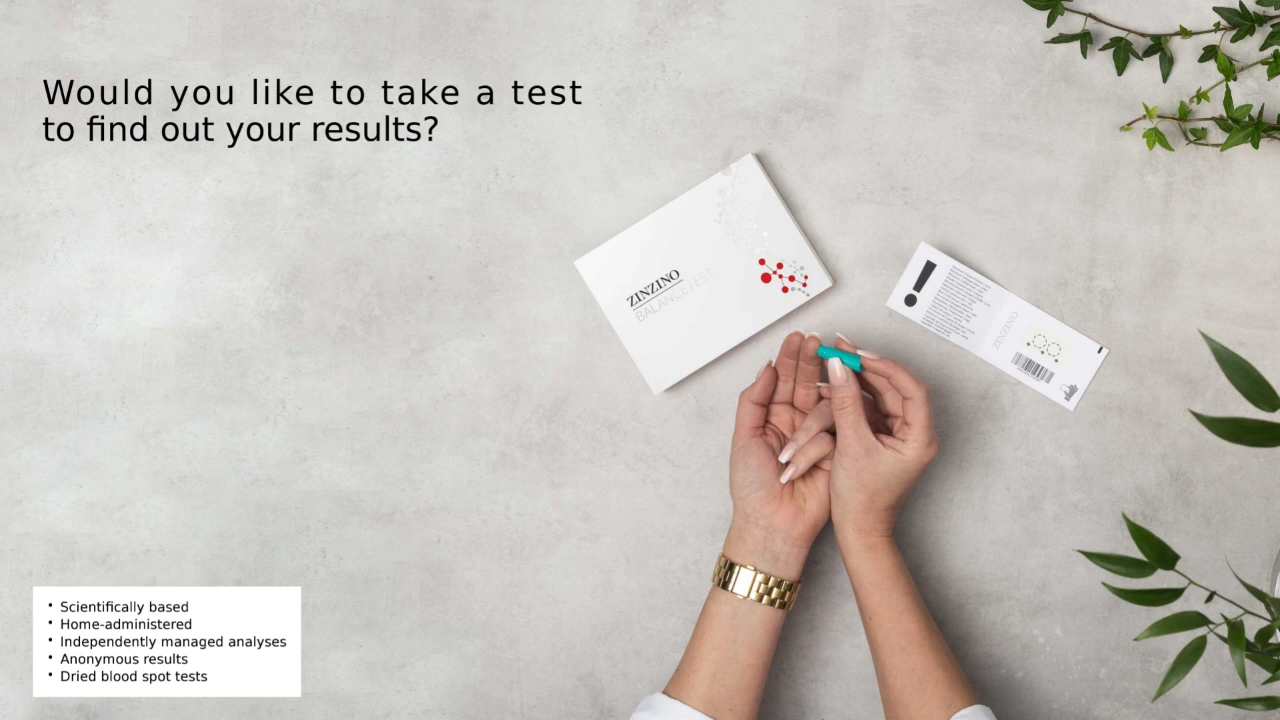 Would you like to take a test
to find out your results?
ZINZINO
BALANCETEST
ZINZINO
• Scientifically based
• Home-administered
• Independently managed analyses
• Anonymous results
• Dried blood spot tests